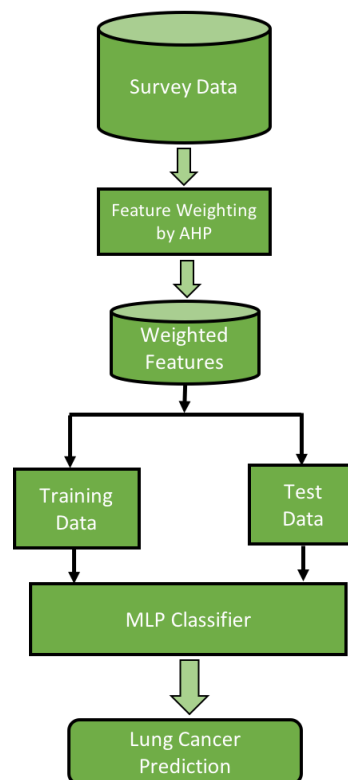 Survey Data
Feature Weighting
by AHP
Weighted
Features
Training
Data
Test
Data
MLP Classifier
Lung Cancer
Prediction